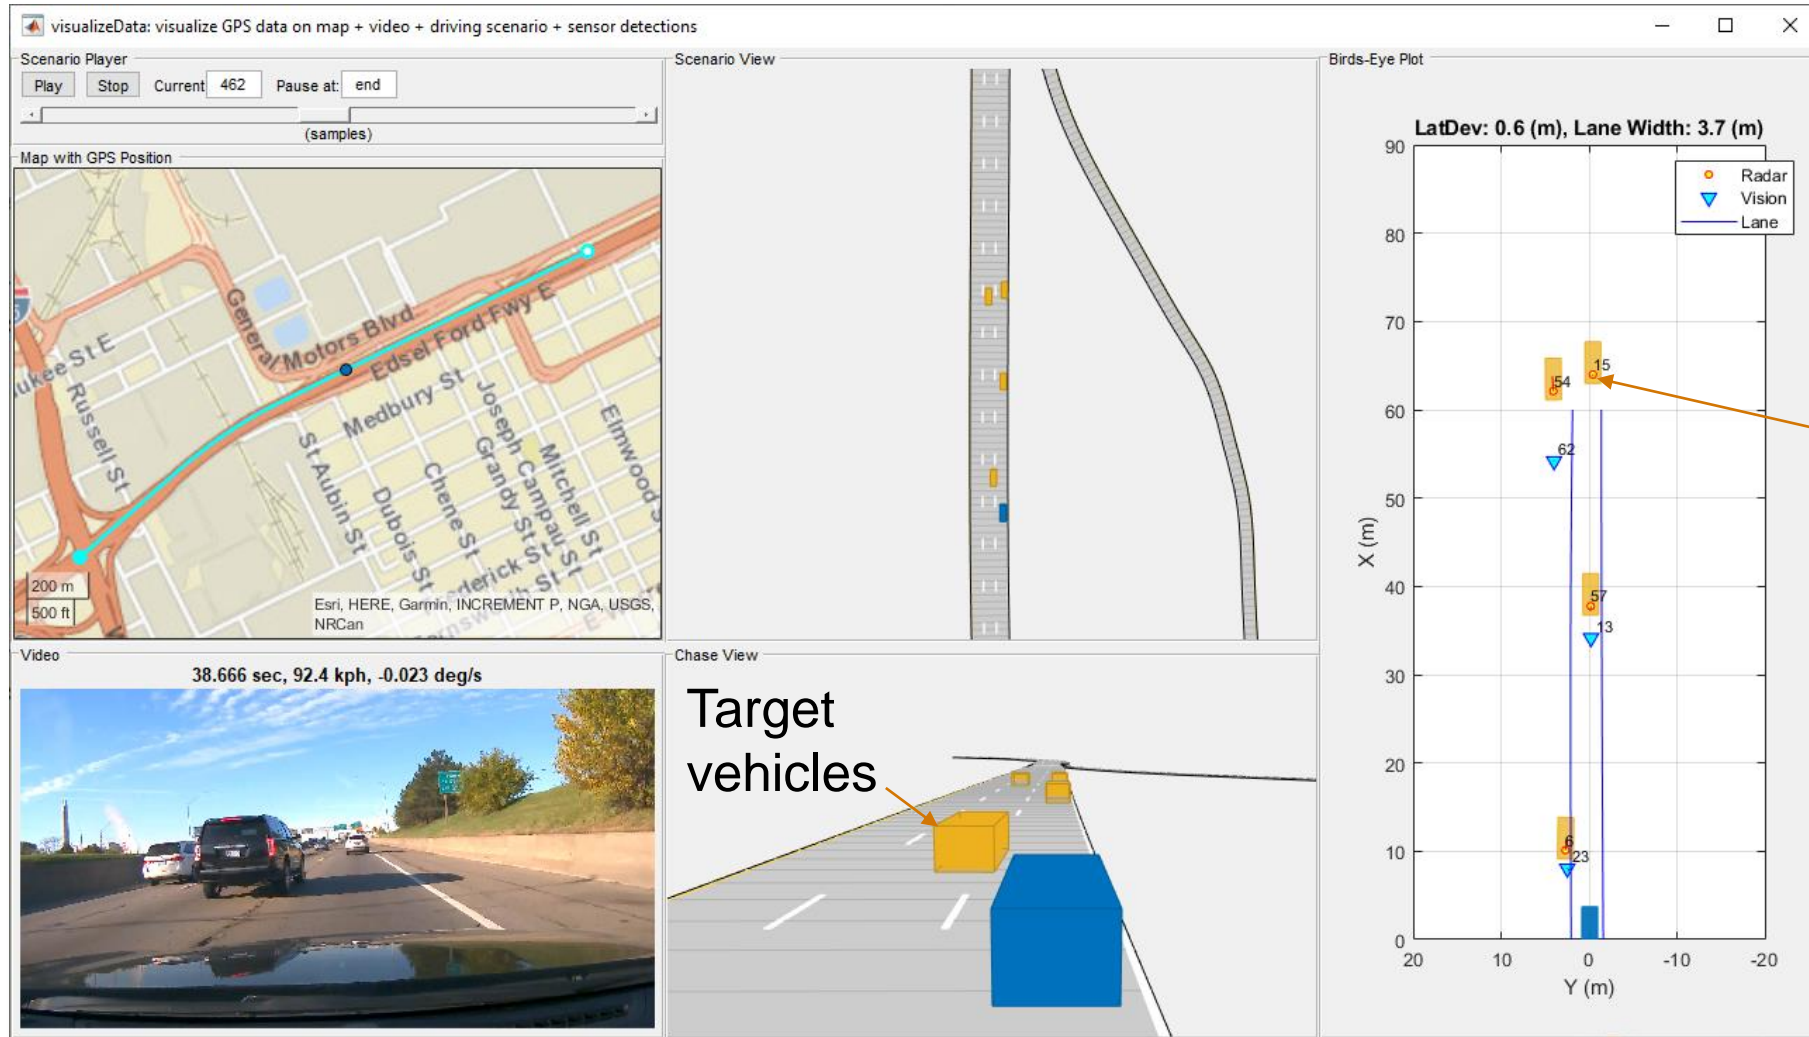 visualizeData: visualize GPS data on map + video + driving scenario + sensor detections
Scenario Player
Play Stop Current 462 Pause at: end
(samples)
Map with GPS Position
General Motors Blvd
Edsel Ford Fwy E
Medbury St
Russell St
St Aubin St
Dubois St
Chene St
Grandy St
Joseph Campau St
Mitchell St
Elmwood
Frederick St
200 m
500 ft
Esri, HERE, Garmin, INCREMENT P, NGA, USGS,
NRCan
Video
38.666 sec, 92.4 kph, -0.023 deg/s
Scenario View
Chase View
Target
vehicles
Birds-Eye Plot
LatDev: 0.6 (m), Lane Width: 3.7 (m)
Radar
Vision
Lane
90
80
70
60
50
40
30
20
10
0
X (m)
15
54
62
57
13
6
23
20 10 0 -10 -20
Y (m)